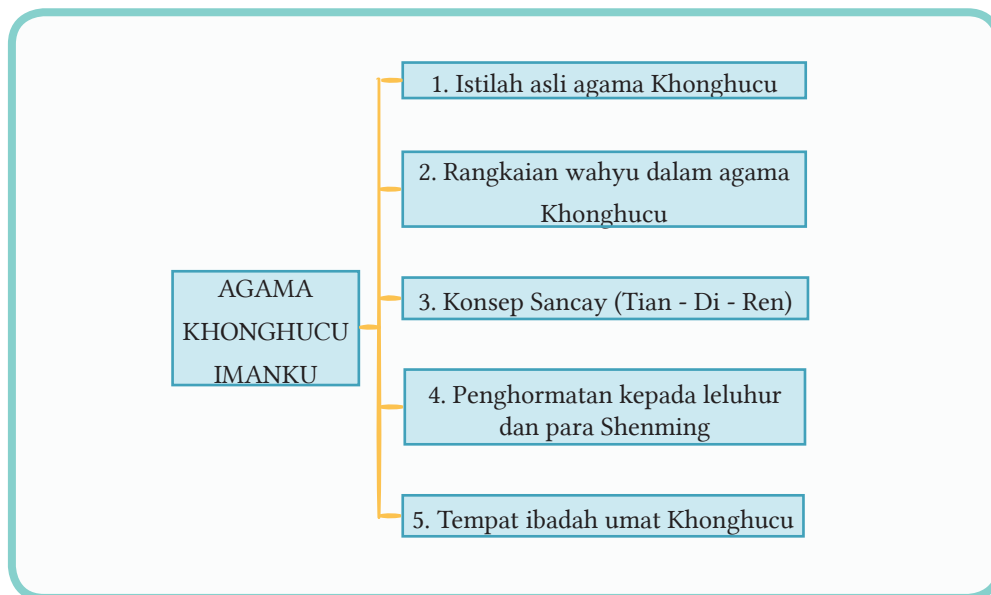 AGAMA
KHONGHUCU
IMANKU
1. Istilah asli agama Khonghucu
2. Rangkaian wahyu dalam agama
Khonghucu
3. Konsep Sancay (Tian - Di - Ren)
4. Penghormatan kepada leluhur
dan para Shenming
5. Tempat ibadah umat Khonghucu